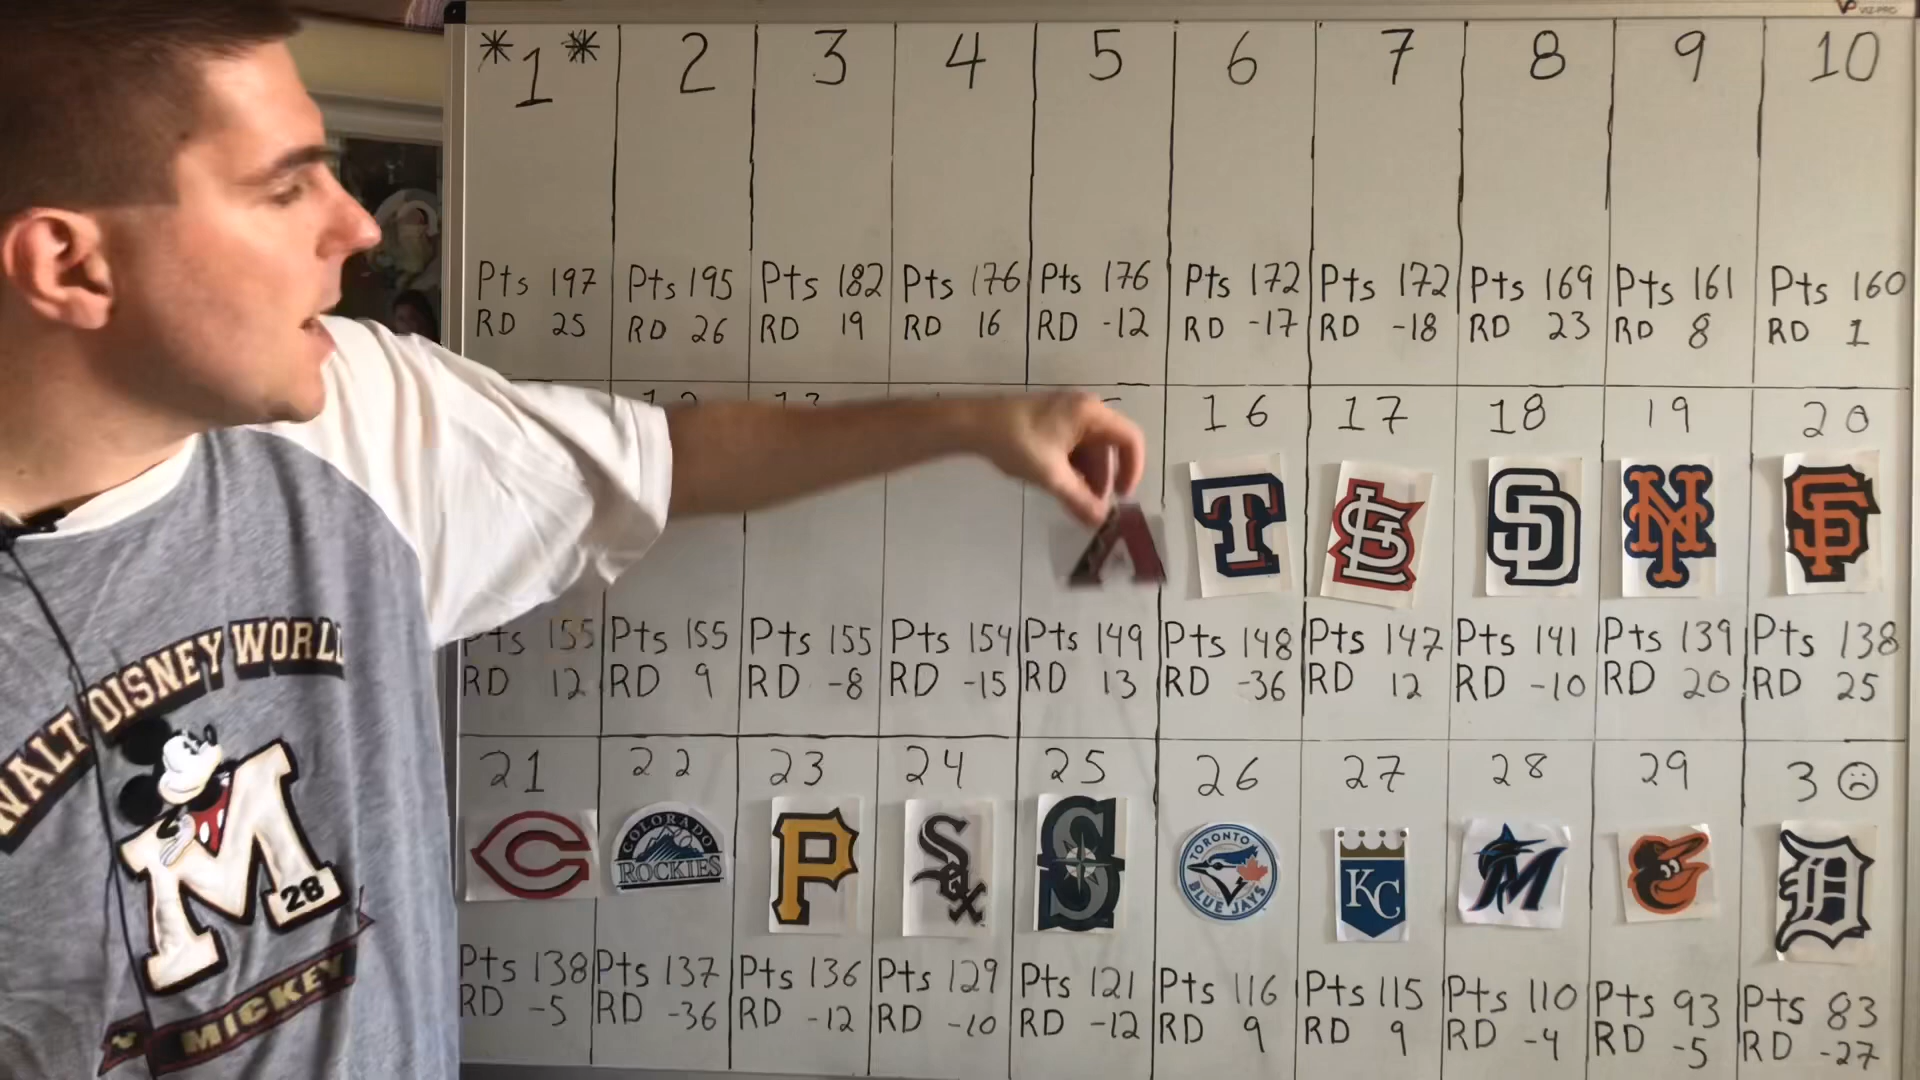 VIZ-PRO
*1* 2 3 4 5 6 7 8 9 10
Pts 197 Pts 195 Pts 182 Pts 176 Pts 176 Pts 172 Pts 172 Pts 169 Pts 161 Pts 160
RD 25 RD 26 RD 19 RD 16 RD -12 RD -17 RD -18 RD 23 RD 8 RD 1
12 13 16 17 18 19 20
T STL SD NY SF
Pts 155 Pts 155 Pts 155 Pts 154 Pts 149 Pts 148 Pts 147 Pts 141 Pts 139 Pts 138
RD 12 RD 9 RD -8 RD -15 RD 13 RD -36 RD 12 RD -10 RD 20 RD 25
21 22 23 24 25 26 27 28 29 3
C COLORADO ROCKIES P Sox S TORONTO BLUE JAYS KC M D
Pts 138 Pts 137 Pts 136 Pts 129 Pts 121 Pts 116 Pts 115 Pts 110 Pts 93 Pts 83
RD -5 RD -36 RD -12 RD -10 RD -12 RD 9 RD 9 RD -4 RD -5 RD -27
WALT DISNEY WORLD
M
28
MICKEY